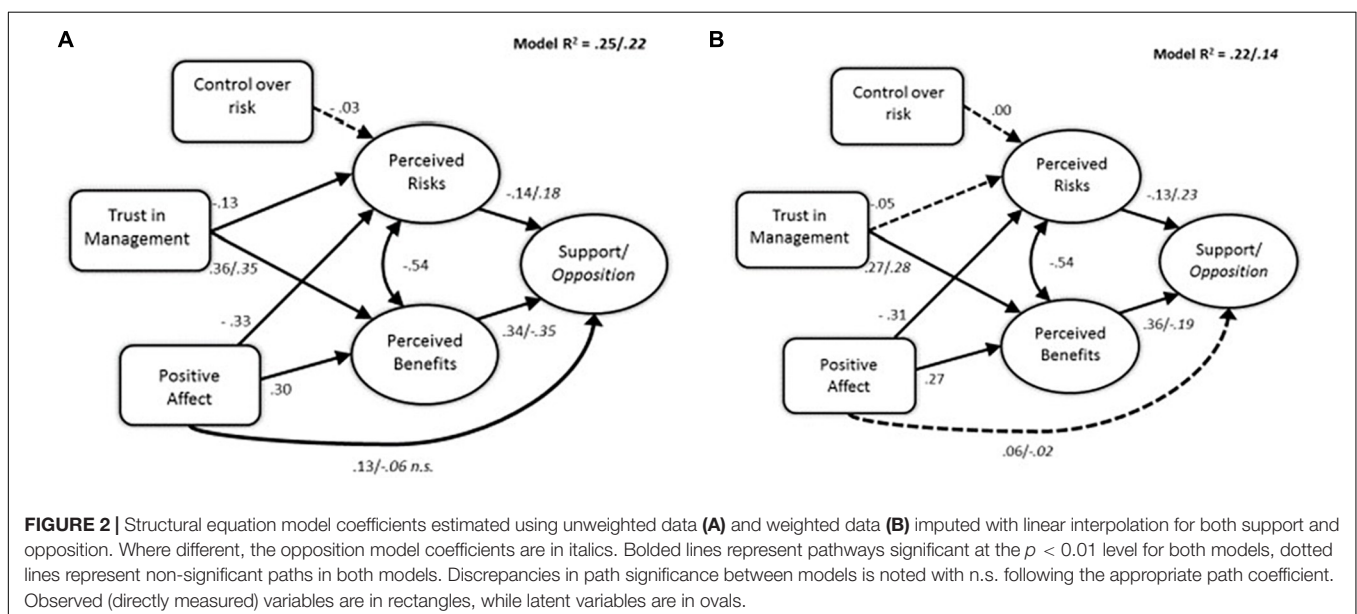 A
Model R² = .25/.22
Control over
risk
- .03
Perceived
Risks
Trust in
Management
-.13
.36/.35
-.14/.18
Support/
Opposition
-.54
- .33
Perceived
Benefits
.34/-.35
Positive
Affect
.30
.13/-.06 n.s.
B
Model R² = .22/.14
Control over
risk
.00
Perceived
Risks
Trust in
Management
-.05
.27/.28
-.13/.23
Support/
Opposition
-.54
- .31
Perceived
Benefits
.36/-.19
Positive
Affect
.27
.06/-.02
FIGURE 2 | Structural equation model coefficients estimated using unweighted data (A) and weighted data (B) imputed with linear interpolation for both support and
opposition. Where different, the opposition model coefficients are in italics. Bolded lines represent pathways significant at the p < 0.01 level for both models, dotted
lines represent non-significant paths in both models. Discrepancies in path significance between models is noted with n.s. following the appropriate path coefficient.
Observed (directly measured) variables are in rectangles, while latent variables are in ovals.